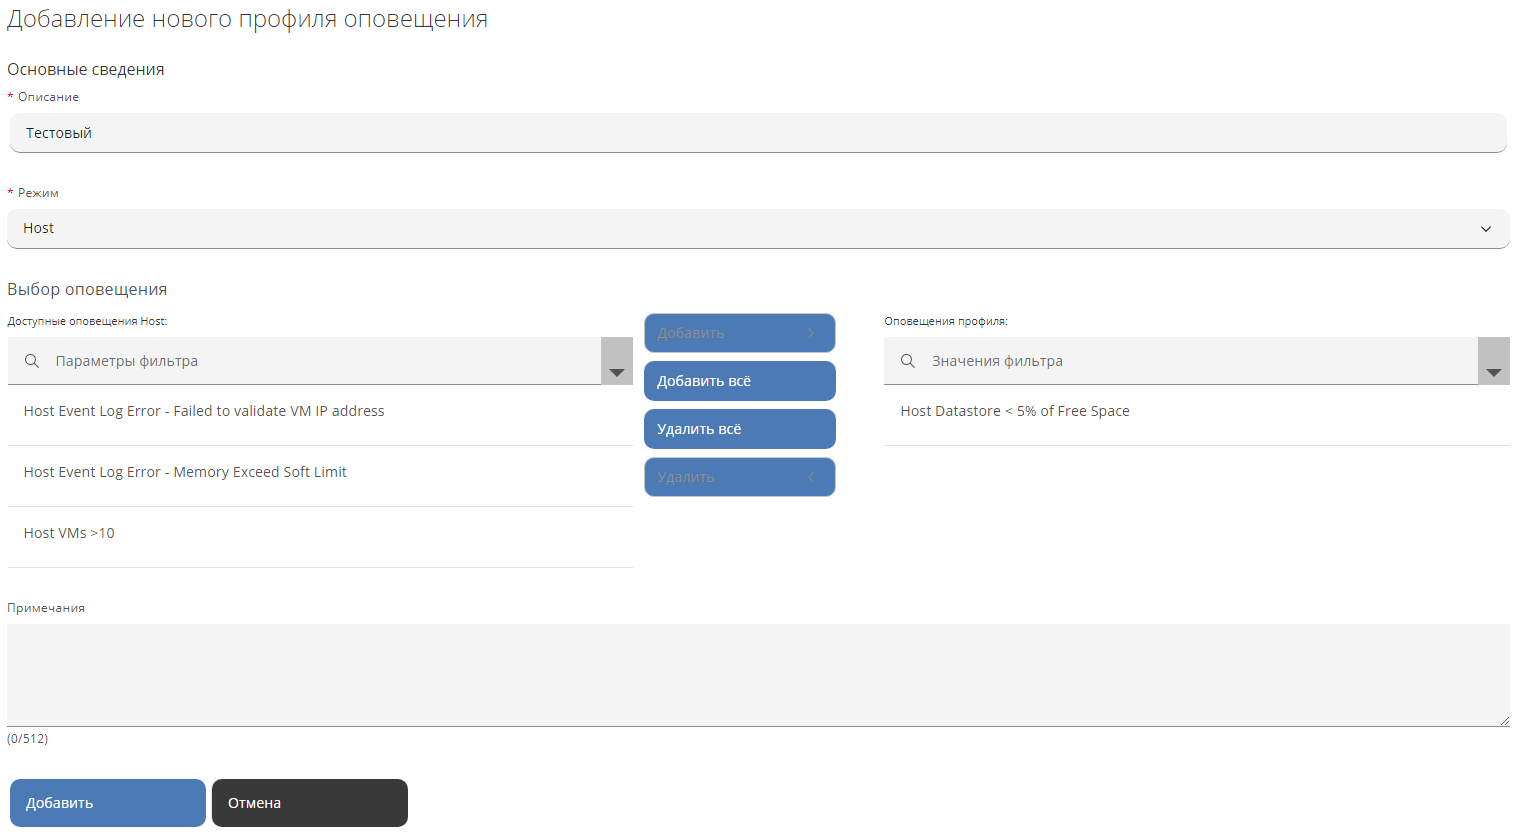 Добавление нового профиля оповещения
Основные сведения
* Описание
Тестовый
* Режим
Host
Выбор оповещения
Доступные оповещения Host:
Параметры фильтра
Host Event Log Error - Failed to validate VM IP address
Host Event Log Error - Memory Exceed Soft Limit
Host VMs >10
Добавить
Добавить всё
Удалить всё
Удалить
Оповещения профиля:
Значения фильтра
Host Datastore < 5% of Free Space
Примечания
(0/512)
Добавить
Отмена